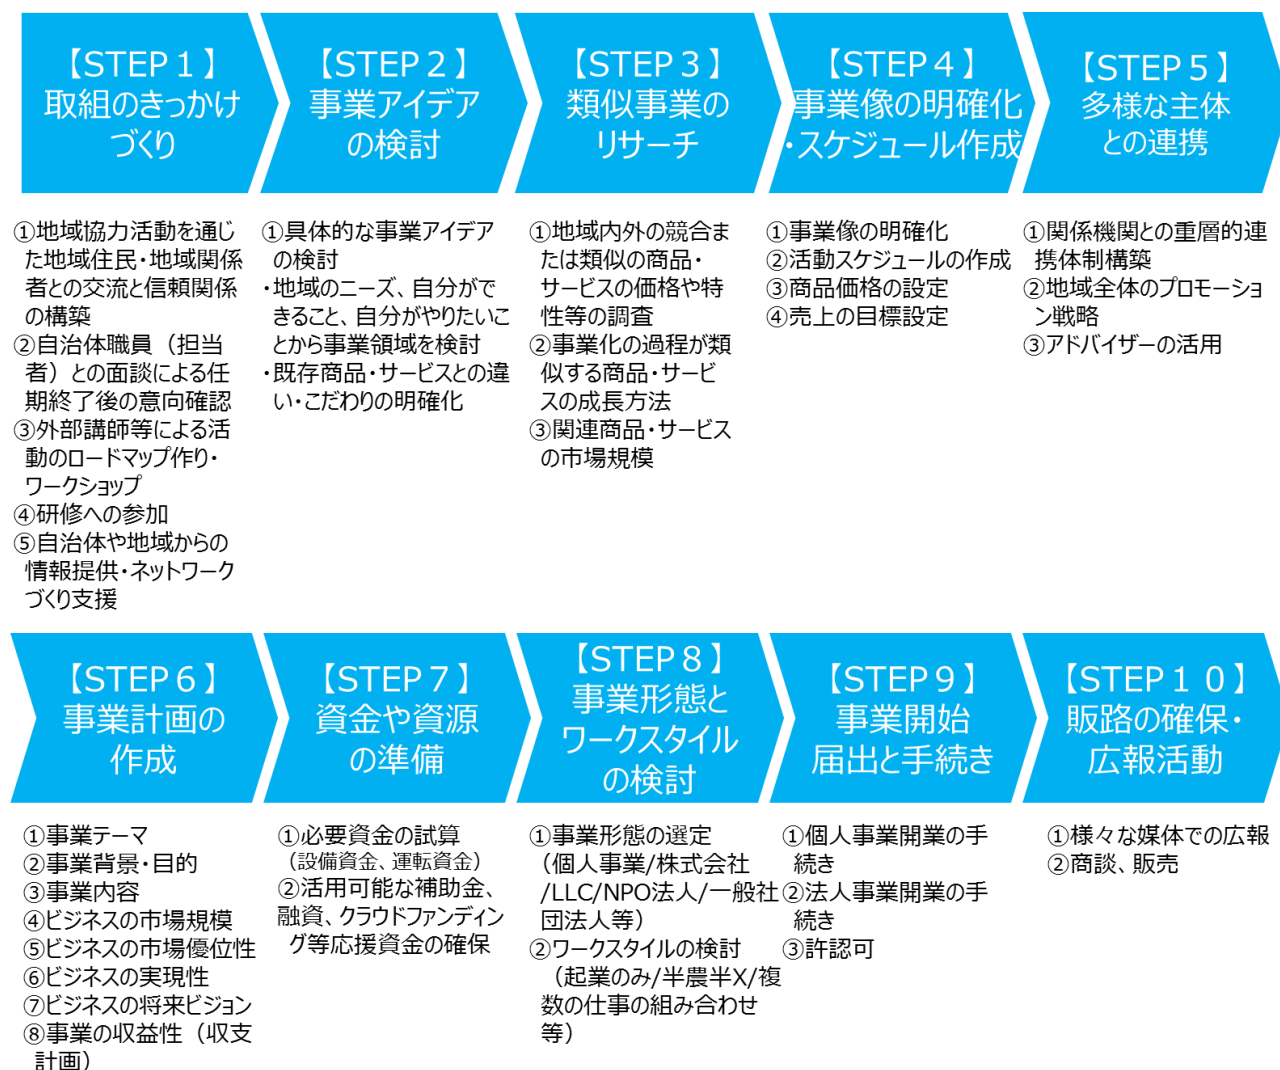 【STEP１】
取組のきっかけ
づくり
①地域協力活動を通じ
た地域住民・地域関係
者との交流と信頼関係
の構築
②自治体職員（担当
者）との面談による任
期終了後の意向確認
③外部講師等による活
動のロードマップ作り・
ワークショップ
④研修への参加
⑤自治体や地域からの
情報提供・ネットワーク
づくり支援
【STEP２】
事業アイデア
の検討
①具体的な事業アイデア
の検討
・地域のニーズ、自分がで
きること、自分がやりたいこ
とから事業領域を検討
・既存商品・サービスとの違
い・こだわりの明確化
【STEP３】
類似事業の
リサーチ
①地域内外の競合ま
たは類似の商品・
サービスの価格や特
性等の調査
②事業化の過程が類
似する商品・サービ
スの成長方法
③関連商品・サービス
の市場規模
【STEP４】
事業像の明確化
・スケジュール作成
①事業像の明確化
②活動スケジュールの作成
③商品価格の設定
④売上の目標設定
【STEP５】
多様な主体
との連携
①関係機関との重層的連
携体制構築
②地域全体のプロモーショ
ン戦略
③アドバイザーの活用
【STEP６】
事業計画の
作成
①事業テーマ
②事業背景・目的
③事業内容
④ビジネスの市場規模
⑤ビジネスの市場優位性
⑥ビジネスの実現性
⑦ビジネスの将来ビジョン
⑧事業の収益性（収支
計画）
【STEP７】
資金や資源
の準備
①必要資金の試算
（設備資金、運転資金）
②活用可能な補助金、
融資、クラウドファンディン
グ等応援資金の確保
【STEP８】
事業形態と
ワークスタイル
の検討
①事業形態の選定
（個人事業/株式会社
/LLC/NPO法人/一般社
団法人等）
②ワークスタイルの検討
（起業のみ/半農半X/複
数の仕事の組み合わせ
等）
【STEP９】
事業開始
届出と手続き
①個人事業開業の手
続き
②法人事業開業の手
続き
③許認可
【STEP１０】
販路の確保・
広報活動
①様々な媒体での広報
②商談、販売